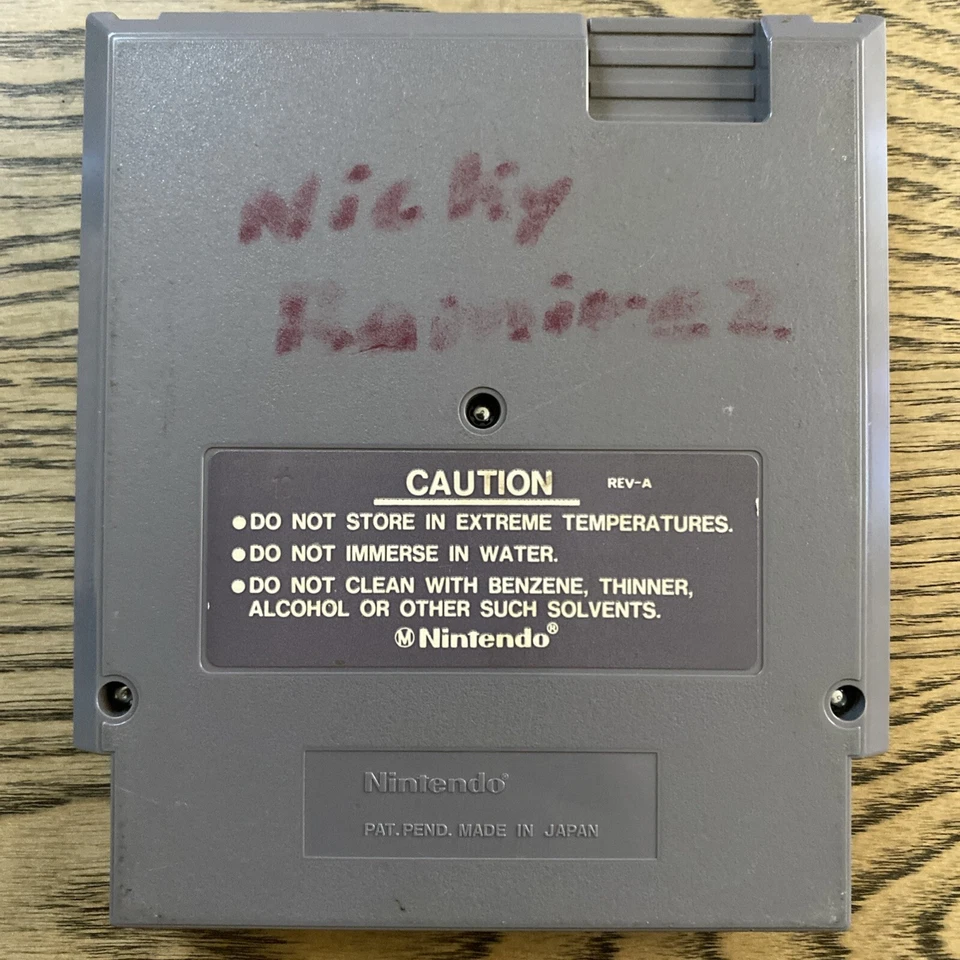 Nicky
Ramirez
CAUTION REV-A
●DO NOT STORE IN EXTREME TEMPERATURES.
●DO NOT IMMERSE IN WATER.
●DO NOT CLEAN WITH BENZENE, THINNER,
ALCOHOL OR OTHER SUCH SOLVENTS.
Ⓜ Nintendo®
Nintendo®
PAT. PEND. MADE IN JAPAN